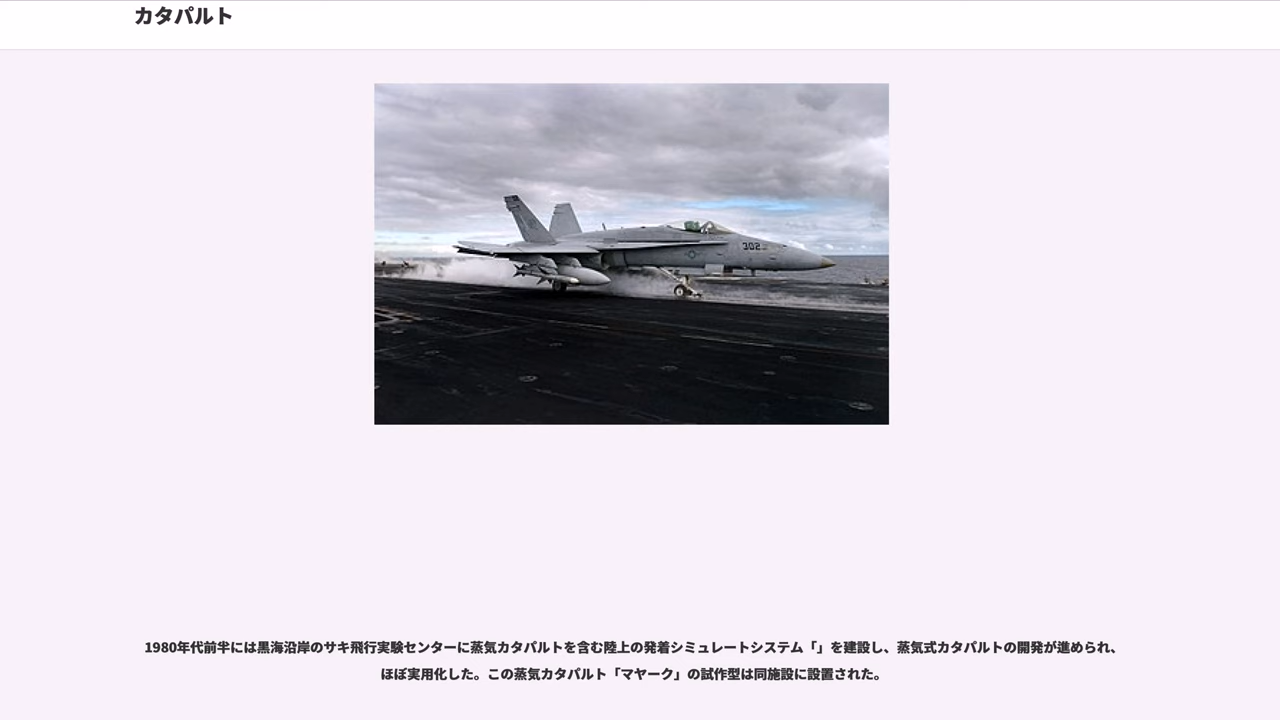 カタパルト
302
1980年代前半には黒海沿岸のサキ飛行実験センターに蒸気カタパルトを含む陸上の発着シミュレートシステム「」を建設し、蒸気式カタパルトの開発が進められ、
ほぼ実用化した。この蒸気カタパルト「マヤーク」の試作型は同施設に設置された。